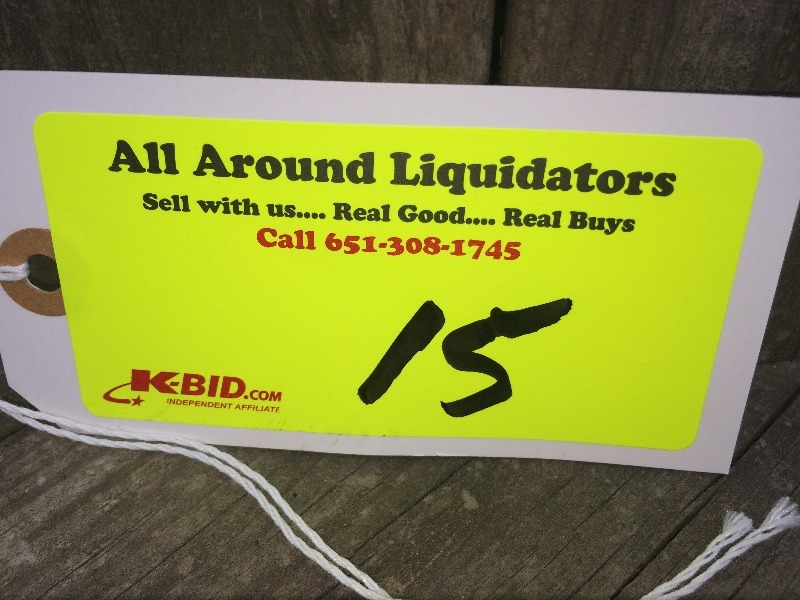 All Around Liquidators
Sell with us.... Real Good.... Real Buys
Call 651-308-1745
15
K-BID.COM
INDEPENDENT AFFILIATE